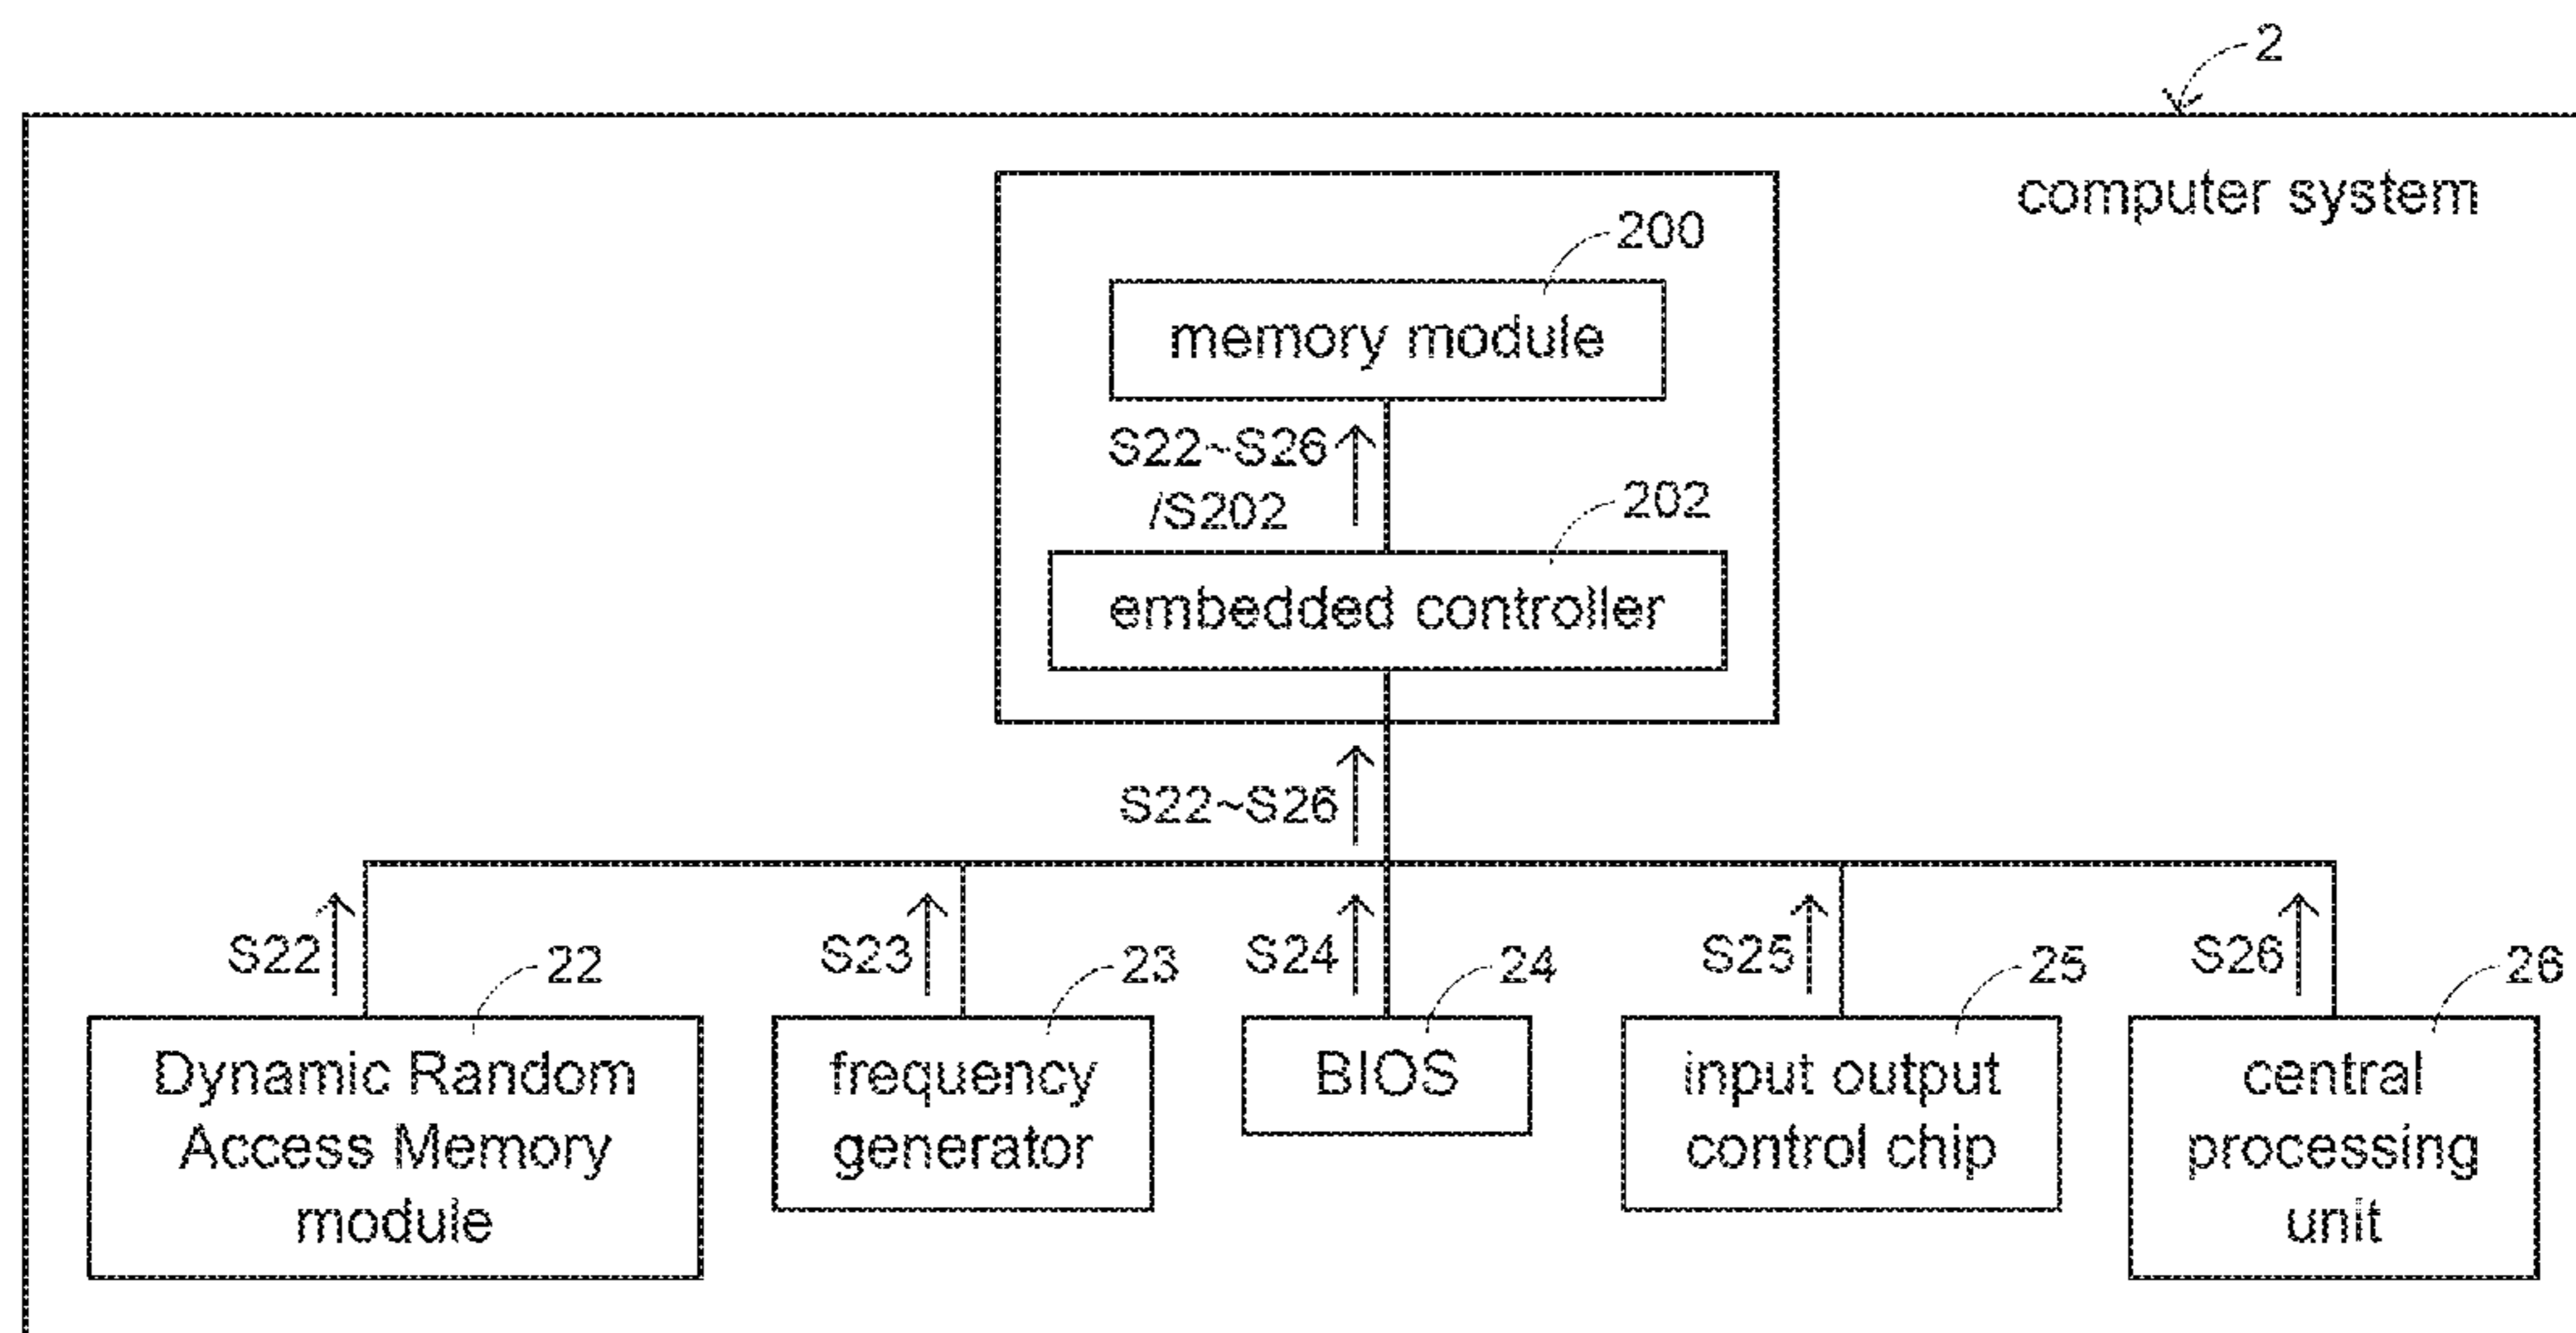 2
computer system
200
memory module
S22~S26
/S202
202
embedded controller
S22~S26
S22
22
S23
23
S24
24
S25
25
S26
26
Dynamic Random
Access Memory
module
frequency
generator
BIOS
input output
control chip
central
processing
unit